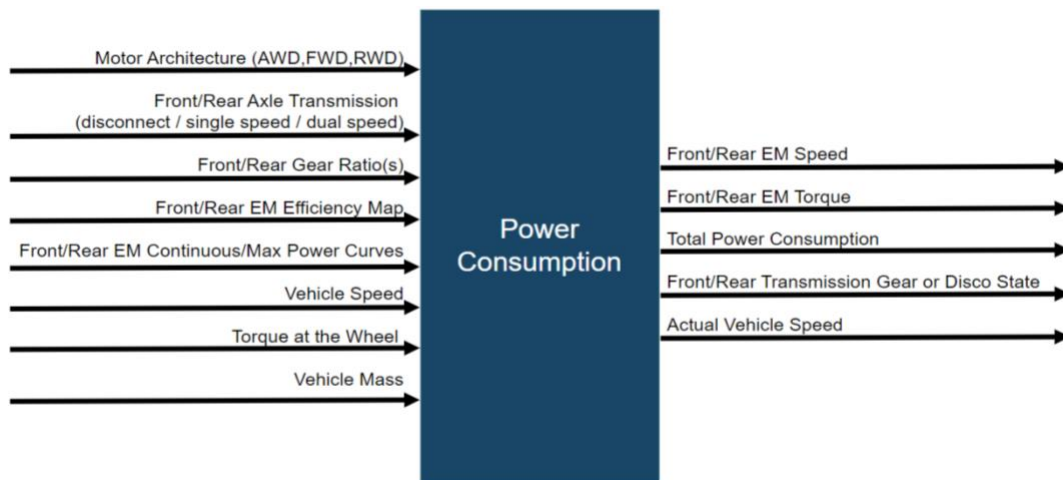 Motor Architecture (AWD,FWD,RWD)
Front/Rear Axle Transmission
(disconnect / single speed / dual speed)
Front/Rear Gear Ratio(s)
Front/Rear EM Efficiency Map
Front/Rear EM Continuous/Max Power Curves
Vehicle Speed
Torque at the Wheel
Vehicle Mass
Power
Consumption
Front/Rear EM Speed
Front/Rear EM Torque
Total Power Consumption
Front/Rear Transmission Gear or Disco State
Actual Vehicle Speed